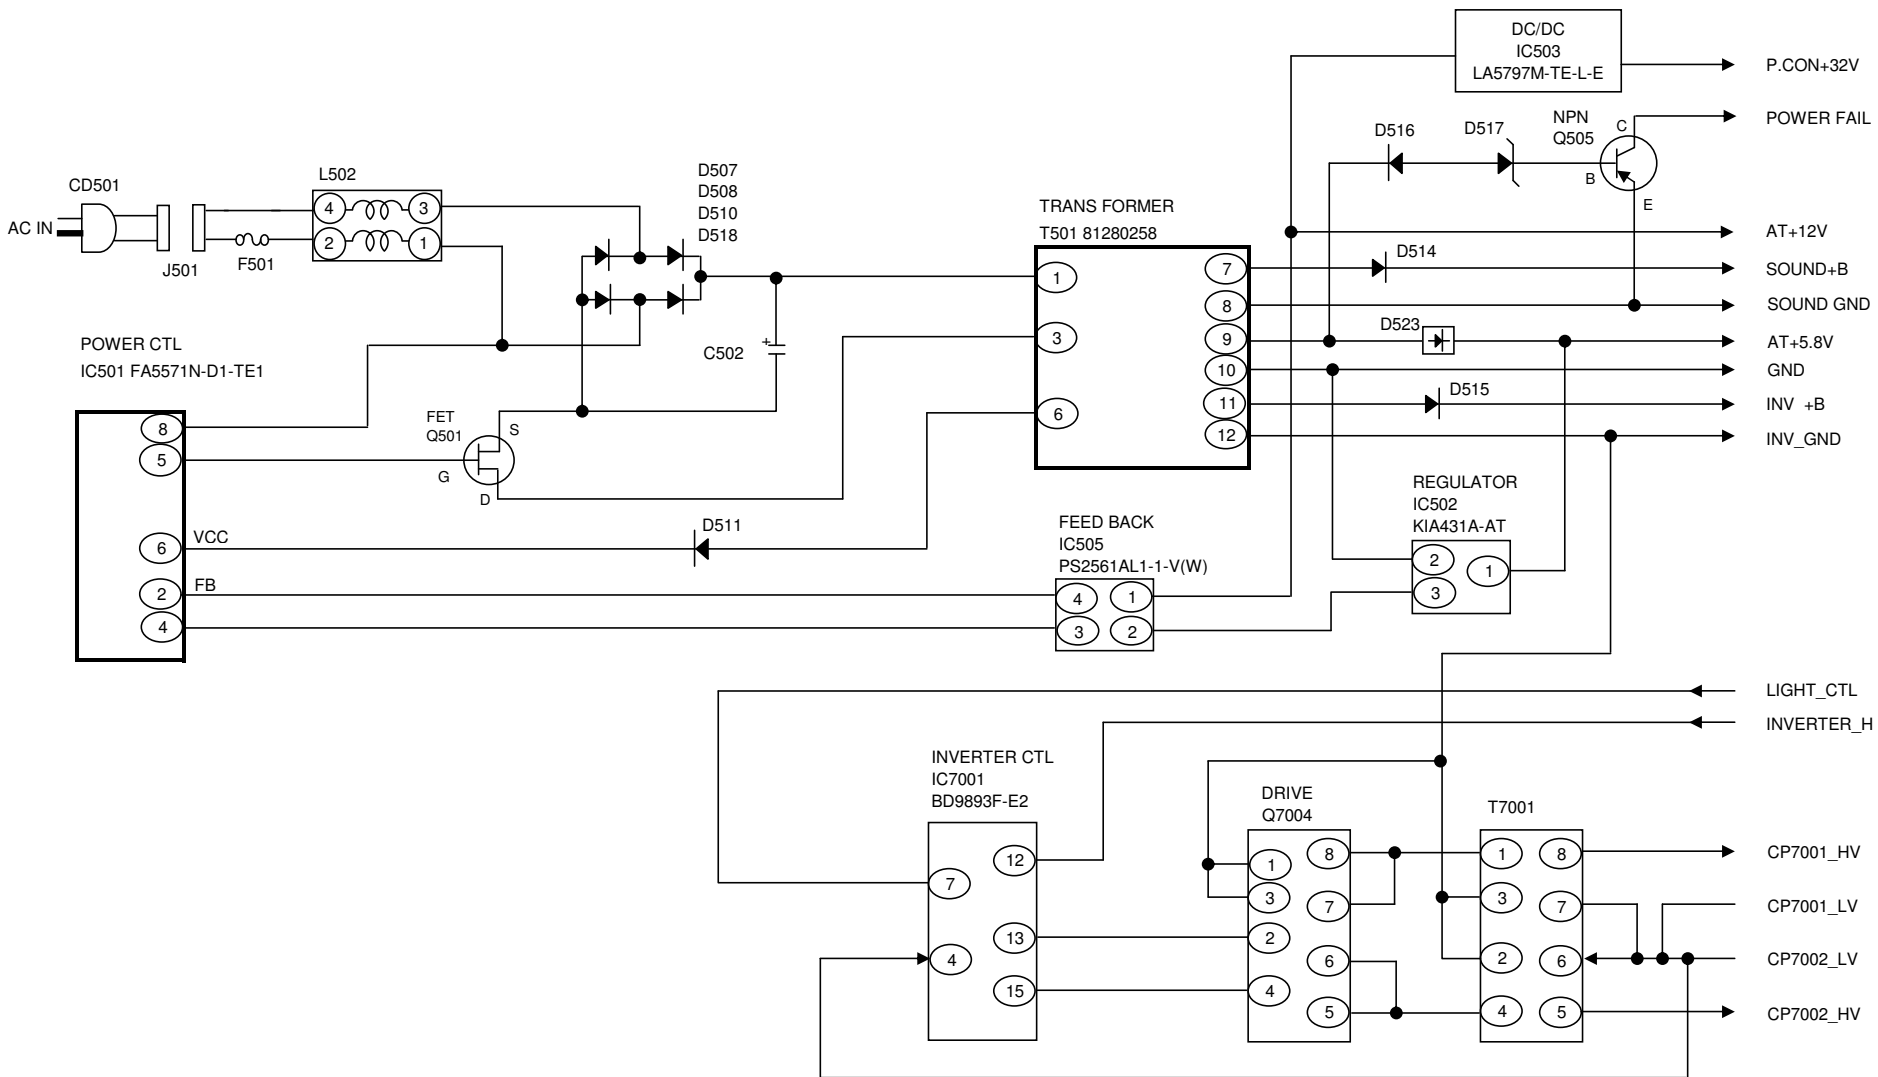 DC/DC
IC503
LA5797M-TE-L-E
P.CON+32V
NPN
Q505
C
B
E
POWER FAIL
D516
D517
CD501
AC IN
J501
F501
L502
4
3
2
1
D507
D508
D510
D518
TRANS FORMER
T501 81280258
1
3
6
7
8
9
10
11
12
AT+12V
D514
SOUND+B
SOUND GND
D523
AT+5.8V
GND
D515
INV +B
INV_GND
C502
+
POWER CTL
IC501 FA5571N-D1-TE1
8
5
6
2
4
VCC
FB
FET
Q501
S
G
D
D511
FEED BACK
IC505
PS2561AL1-1-V(W)
4
1
3
2
REGULATOR
IC502
KIA431A-AT
2
1
3
LIGHT_CTL
INVERTER_H
INVERTER CTL
IC7001
BD9893F-E2
12
7
13
4
15
DRIVE
Q7004
1
8
3
7
2
6
4
5
T7001
1
8
3
7
2
6
4
5
CP7001_HV
CP7001_LV
CP7002_LV
CP7002_HV